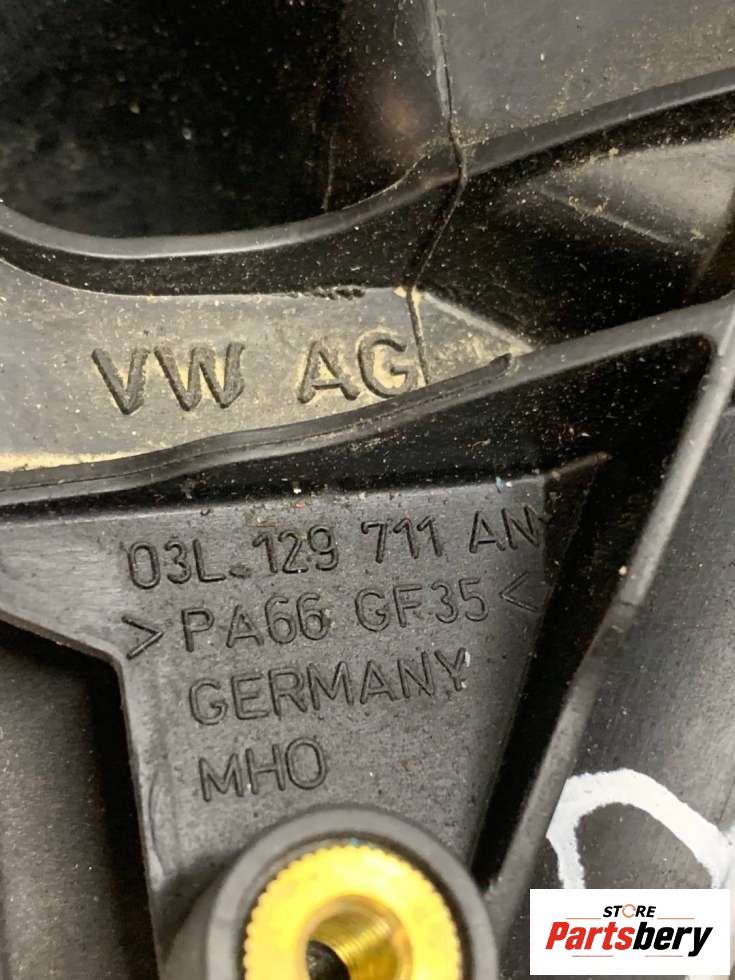 VW AG
03L 129 711 AN
>PA66 GF35<
GERMANY
MHO
STORE
Partsbery